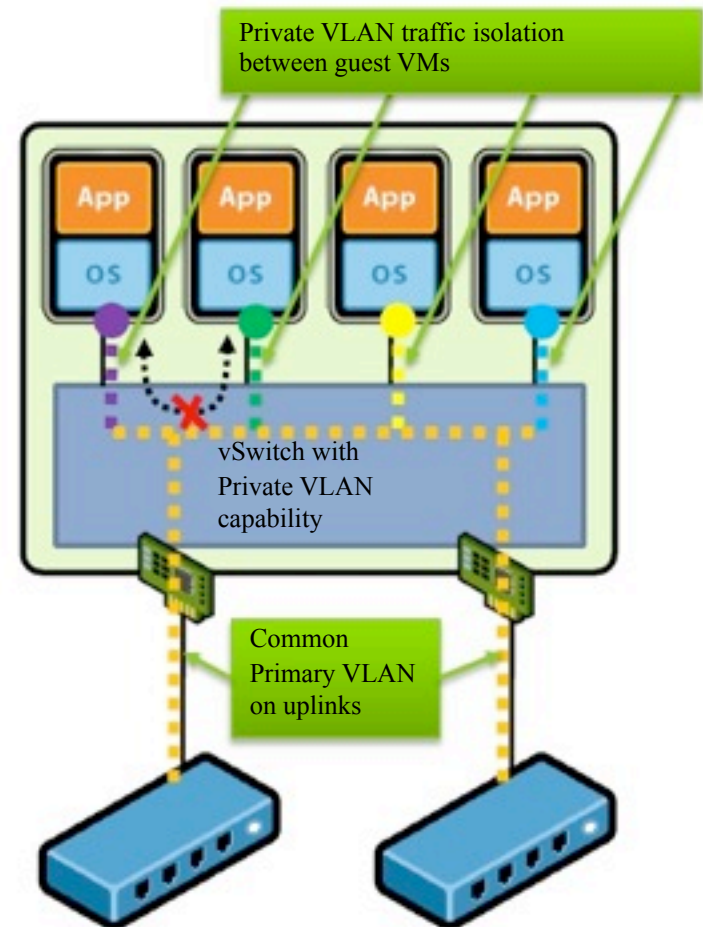 Private VLAN traffic isolation
between guest VMs
App
App
App
App
OS
OS
OS
OS
vSwitch with
Private VLAN
capability
Common
Primary VLAN
on uplinks